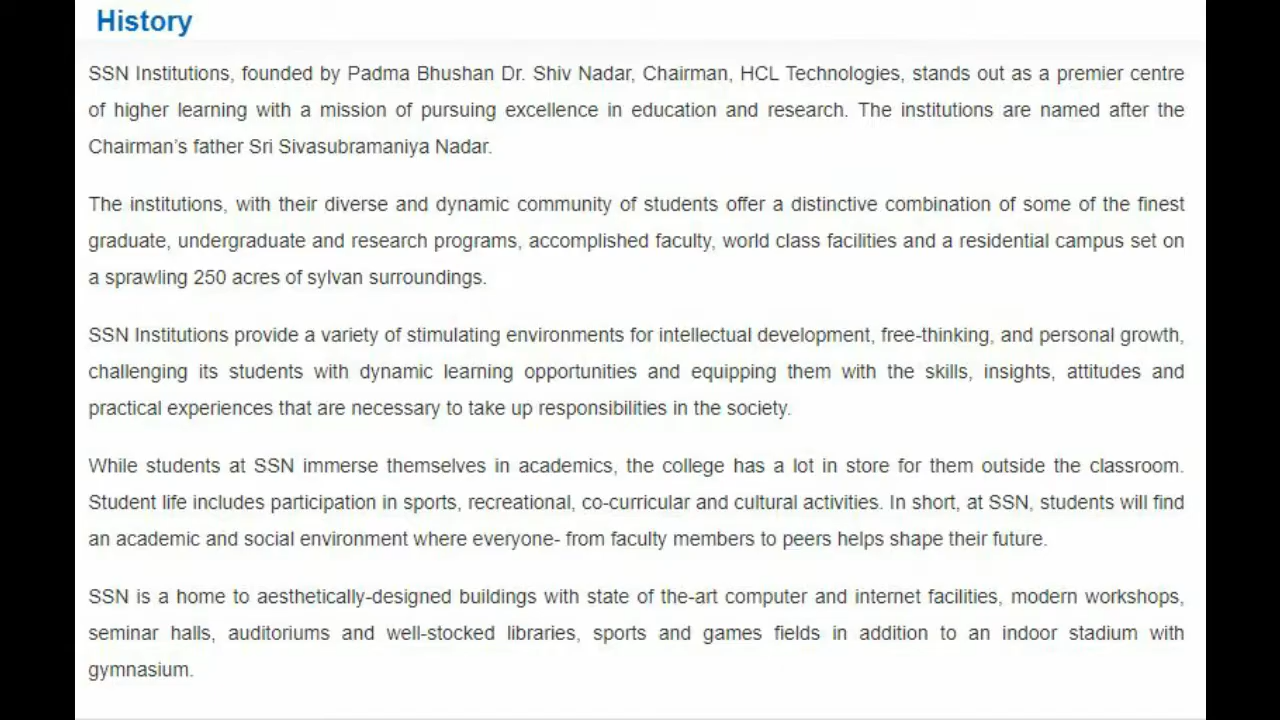 History
SSN Institutions, founded by Padma Bhushan Dr. Shiv Nadar, Chairman, HCL Technologies, stands out as a premier centre
of higher learning with a mission of pursuing excellence in education and research. The institutions are named after the
Chairman’s father Sri Sivasubramaniya Nadar.
The institutions, with their diverse and dynamic community of students offer a distinctive combination of some of the finest
graduate, undergraduate and research programs, accomplished faculty, world class facilities and a residential campus set on
a sprawling 250 acres of sylvan surroundings.
SSN Institutions provide a variety of stimulating environments for intellectual development, free-thinking, and personal growth,
challenging its students with dynamic learning opportunities and equipping them with the skills, insights, attitudes and
practical experiences that are necessary to take up responsibilities in the society.
While students at SSN immerse themselves in academics, the college has a lot in store for them outside the classroom.
Student life includes participation in sports, recreational, co-curricular and cultural activities. In short, at SSN, students will find
an academic and social environment where everyone- from faculty members to peers helps shape their future.
SSN is a home to aesthetically-designed buildings with state of the-art computer and internet facilities, modern workshops,
seminar halls, auditoriums and well-stocked libraries, sports and games fields in addition to an indoor stadium with
gymnasium.